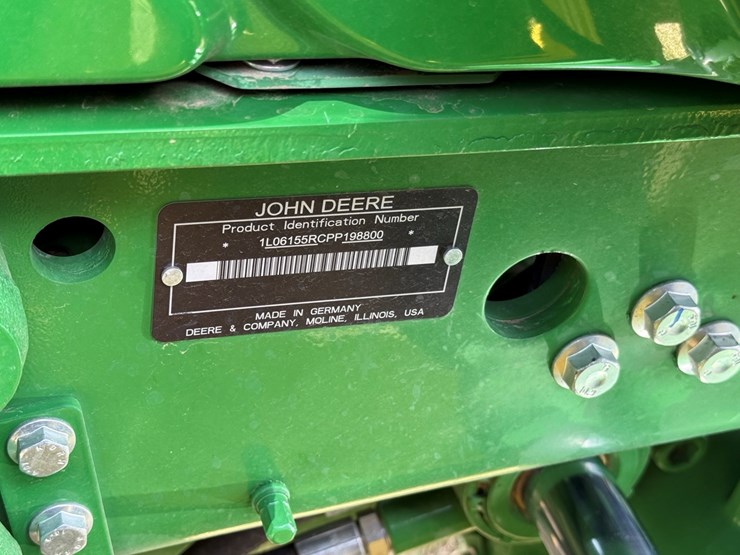 JOHN DEERE
Product Identification Number
* 1L06155RCPP198800 *
MADE IN GERMANY
DEERE & COMPANY, MOLINE, ILLINOIS, USA